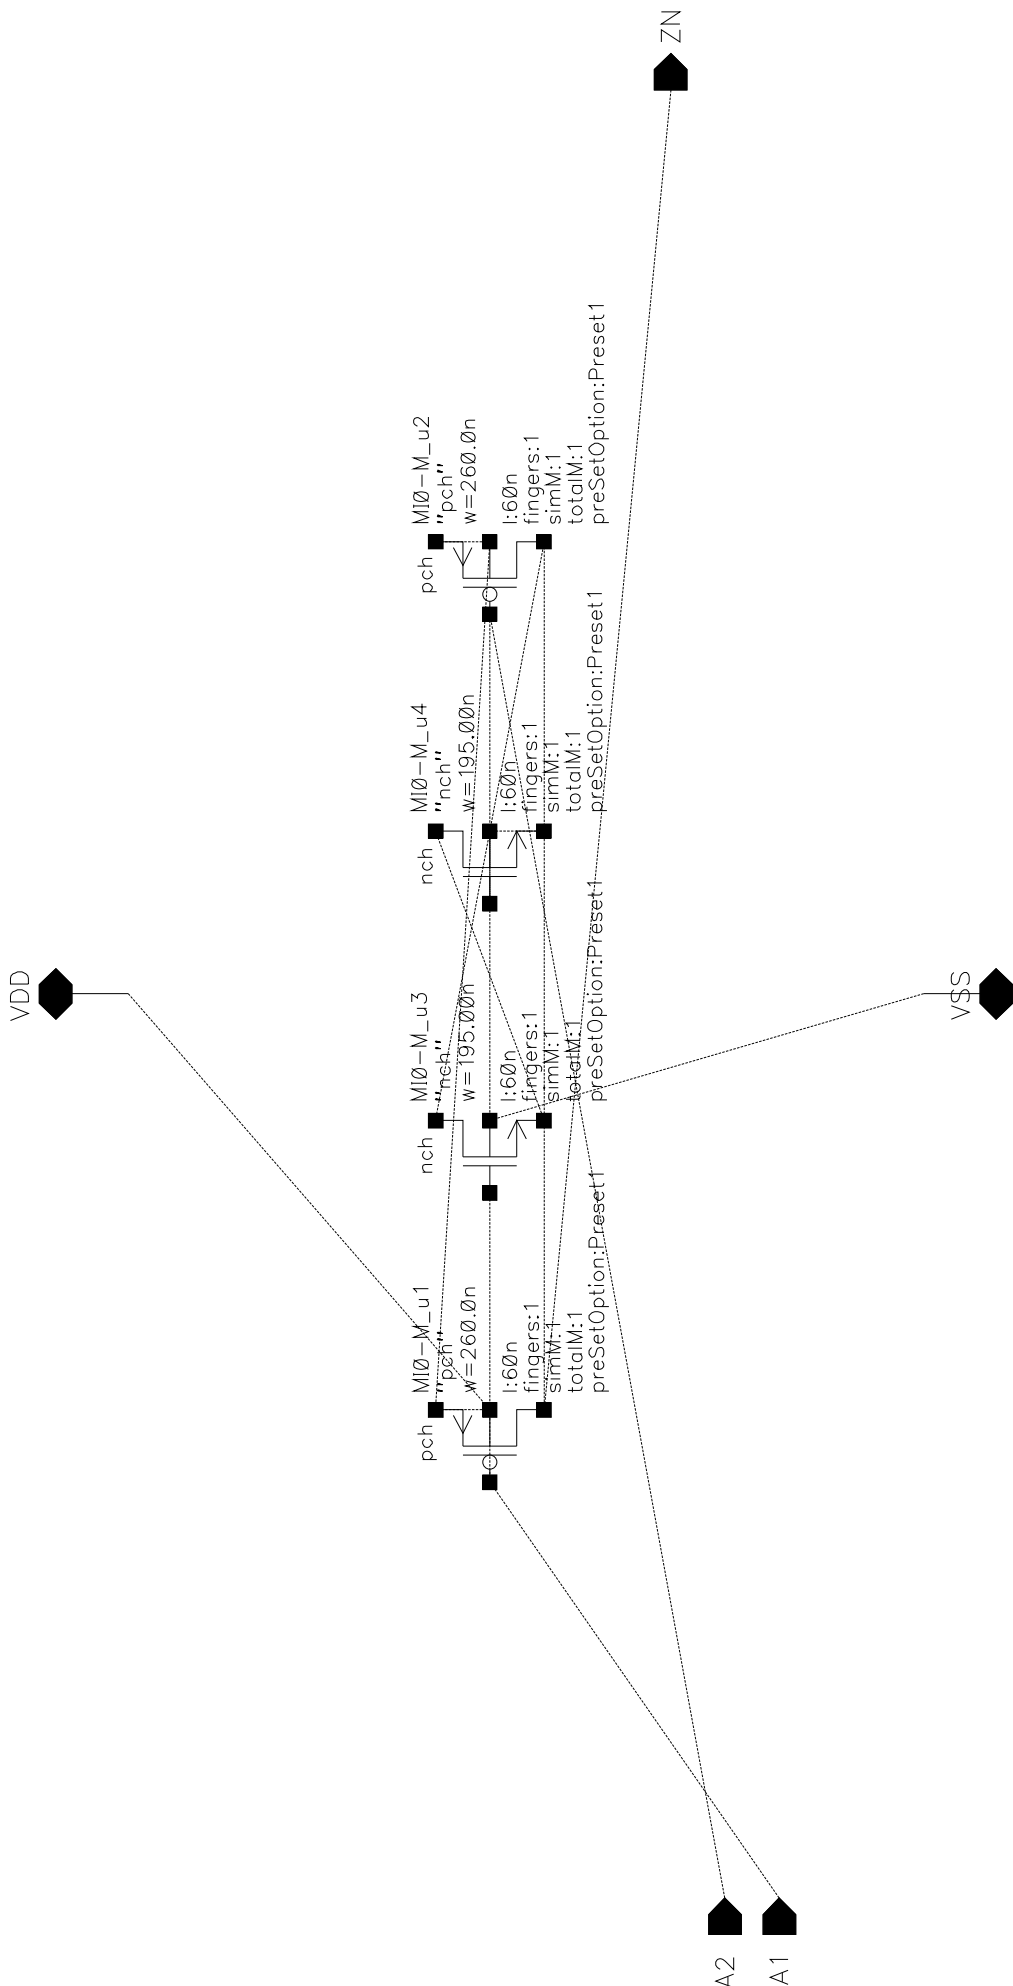 ZN
MI0-M_u2
"pch"
w=260.0n
l:60n
fingers:1
simM:1
totalM:1
preSetOption:Preset1
pch
MI0-M_u4
"nch"
w=195.00n
l:60n
fingers:1
simM:1
totalM:1
preSetOption:Preset1
nch
VDD
VSS
MI0-M_u3
"nch"
w=195.00n
l:60n
fingers:1
simM:1
totalM:1
preSetOption:Preset1
nch
MI0-M_u1
"pch"
w=260.0n
l:60n
fingers:1
simM:1
totalM:1
preSetOption:Preset1
pch
A2
A1